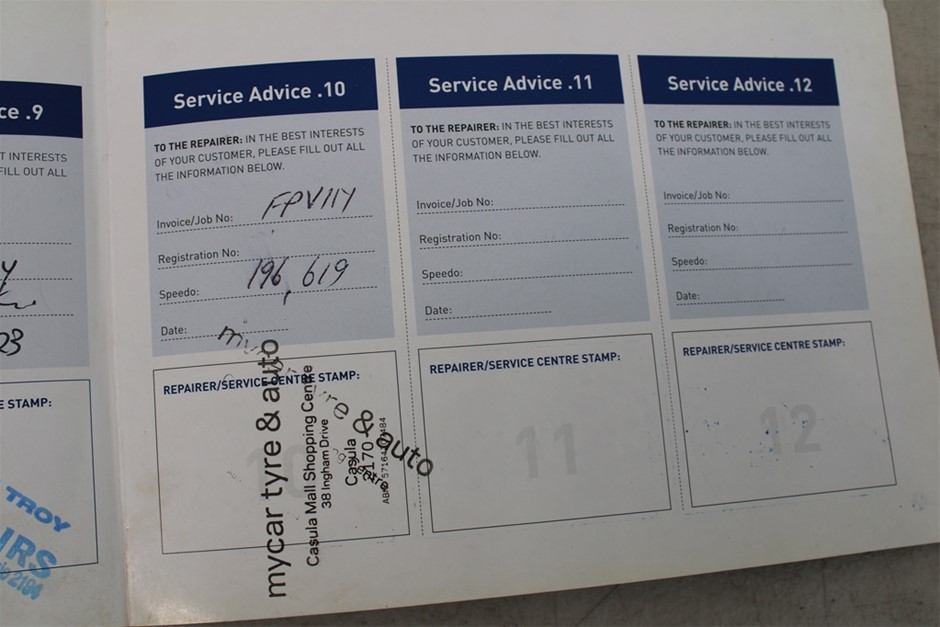 ce .9
T INTERESTS
FILL OUT ALL
y
23
E STAMP:
TROY
IRS
2194
Service Advice .10
TO THE REPAIRER: IN THE BEST INTERESTS
OF YOUR CUSTOMER, PLEASE FILL OUT ALL
THE INFORMATION BELOW.
Invoice/Job No: FPV11Y
Registration No:
Speedo: 196,619
Date:
REPAIRER/SERVICE CENTRE STAMP:
10
mycar tyre & auto
Casula Mall Shopping Centre
38 Ingham Drive
Casula
2170
auto
Service Advice .11
TO THE REPAIRER: IN THE BEST INTERESTS
OF YOUR CUSTOMER, PLEASE FILL OUT ALL
THE INFORMATION BELOW.
Invoice/Job No:
Registration No:
Speedo:
Date:
REPAIRER/SERVICE CENTRE STAMP:
11
Service Advice .12
TO THE REPAIRER: IN THE BEST INTERESTS
OF YOUR CUSTOMER, PLEASE FILL OUT ALL
THE INFORMATION BELOW.
Invoice/Job No:
Registration No:
Speedo:
Date:
REPAIRER/SERVICE CENTRE STAMP:
12